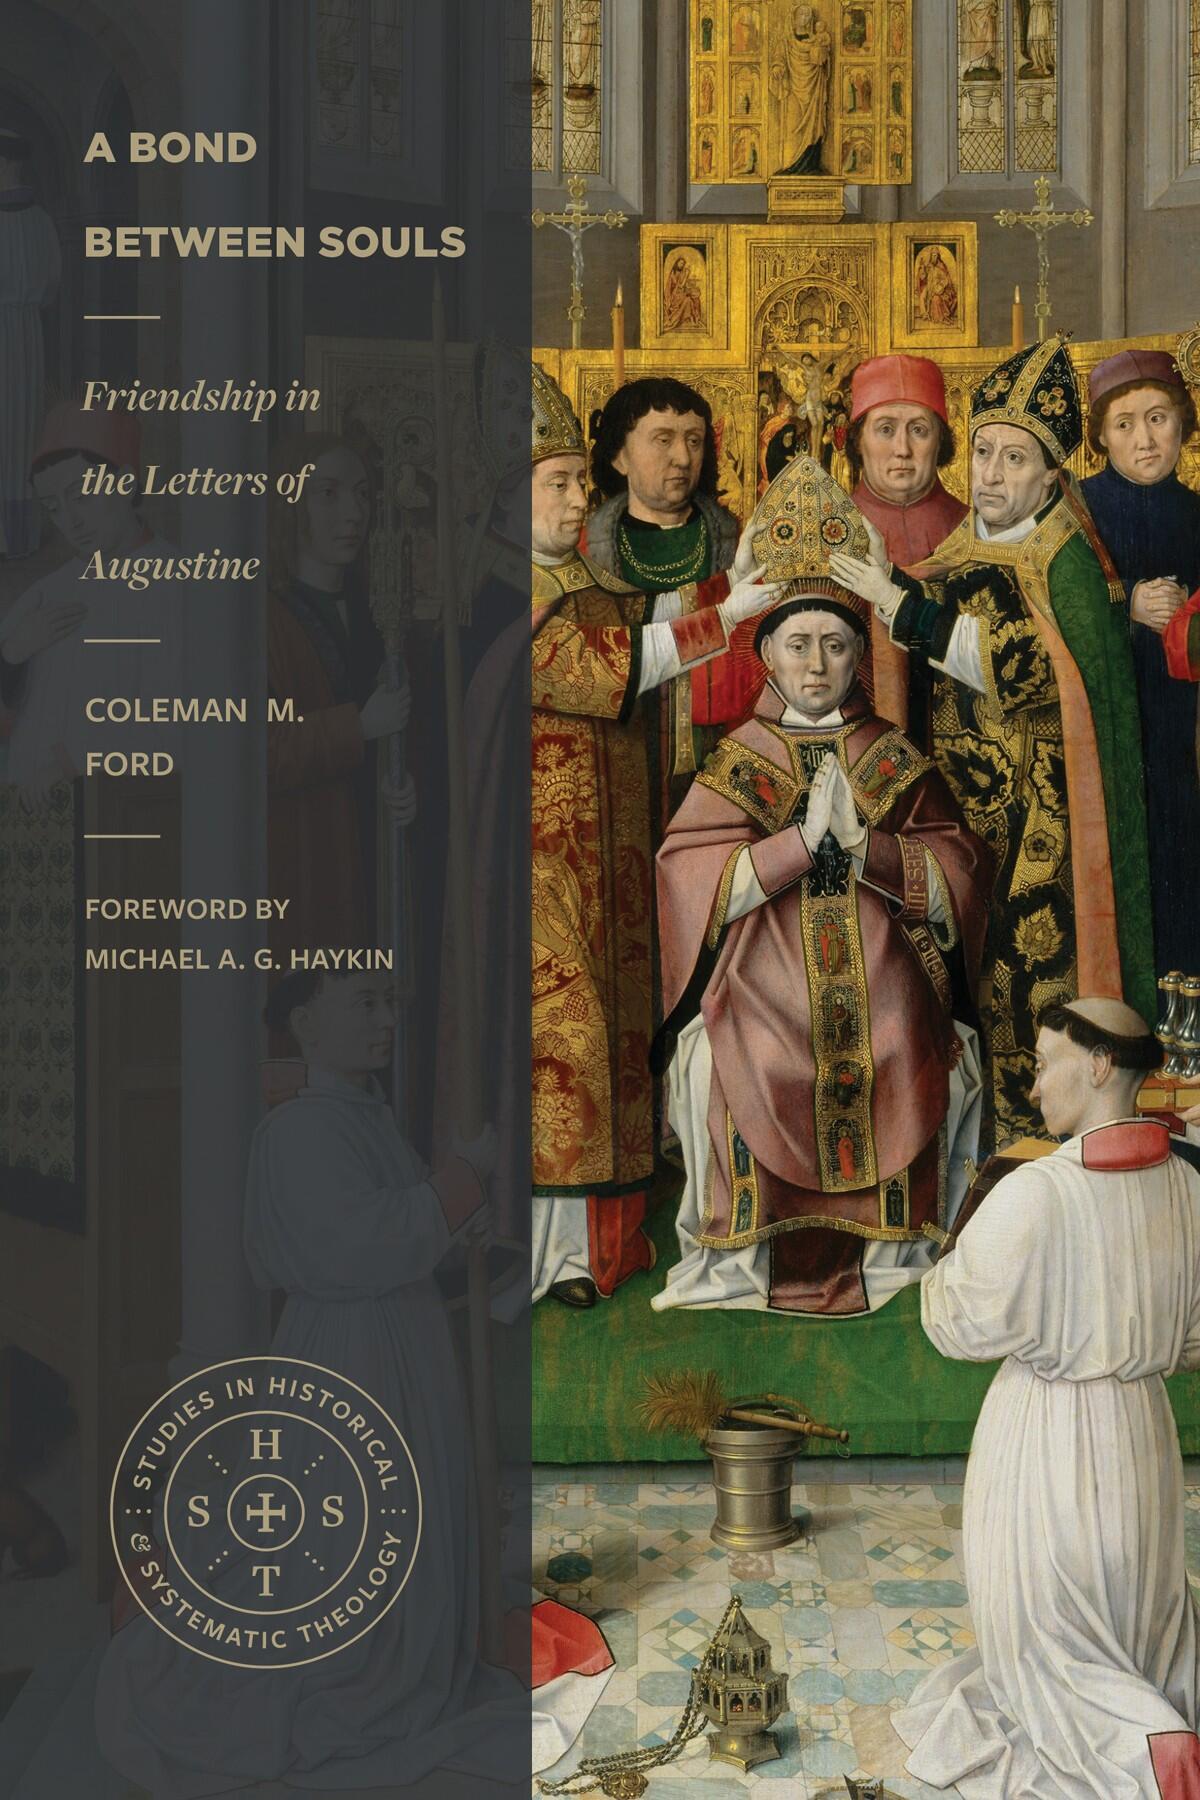 A BOND
BETWEEN SOULS
Friendship in
the Letters of
Augustine
COLEMAN M.
FORD
FOREWORD BY
MICHAEL A. G. HAYKIN
STUDIES IN HISTORICAL
& SYSTEMATIC THEOLOGY
H
S S
T